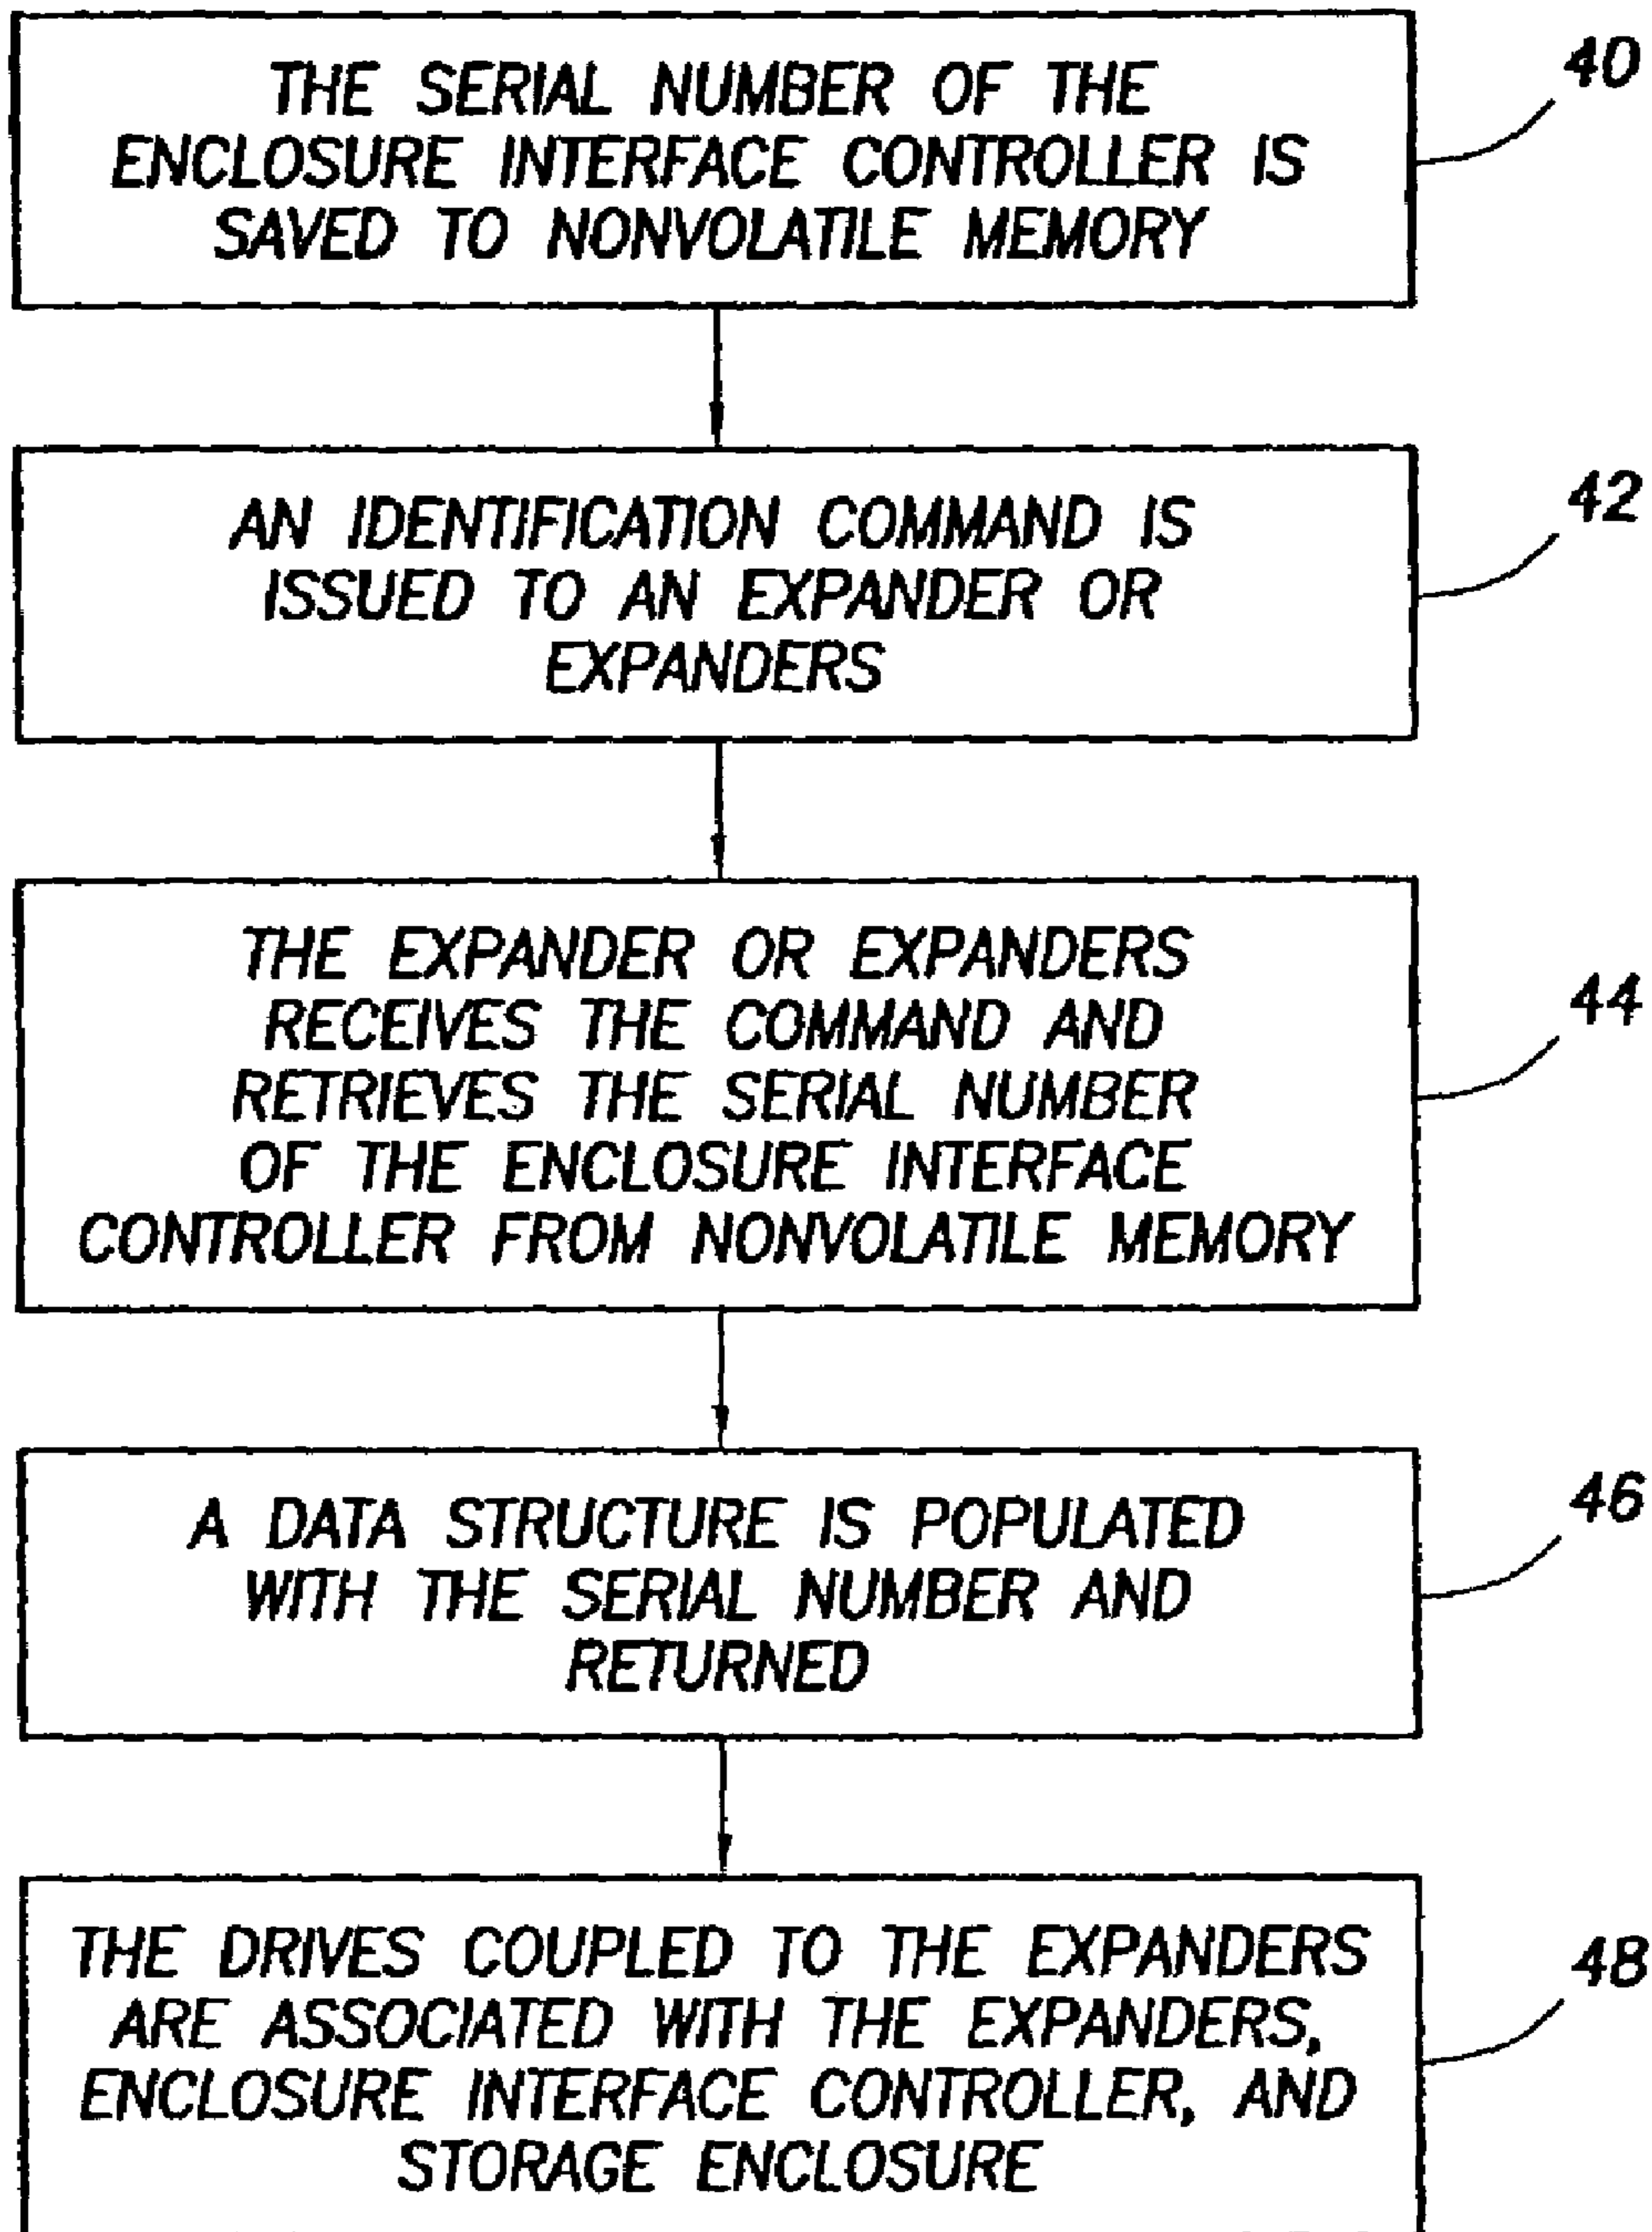 THE SERIAL NUMBER OF THE
ENCLOSURE INTERFACE CONTROLLER IS
SAVED TO NONVOLATILE MEMORY
40
AN IDENTIFICATION COMMAND IS
ISSUED TO AN EXPANDER OR
EXPANDERS
42
THE EXPANDER OR EXPANDERS
RECEIVES THE COMMAND AND
RETRIEVES THE SERIAL NUMBER
OF THE ENCLOSURE INTERFACE
CONTROLLER FROM NONVOLATILE MEMORY
44
A DATA STRUCTURE IS POPULATED
WITH THE SERIAL NUMBER AND
RETURNED
46
THE DRIVES COUPLED TO THE EXPANDERS
ARE ASSOCIATED WITH THE EXPANDERS,
ENCLOSURE INTERFACE CONTROLLER, AND
STORAGE ENCLOSURE
48